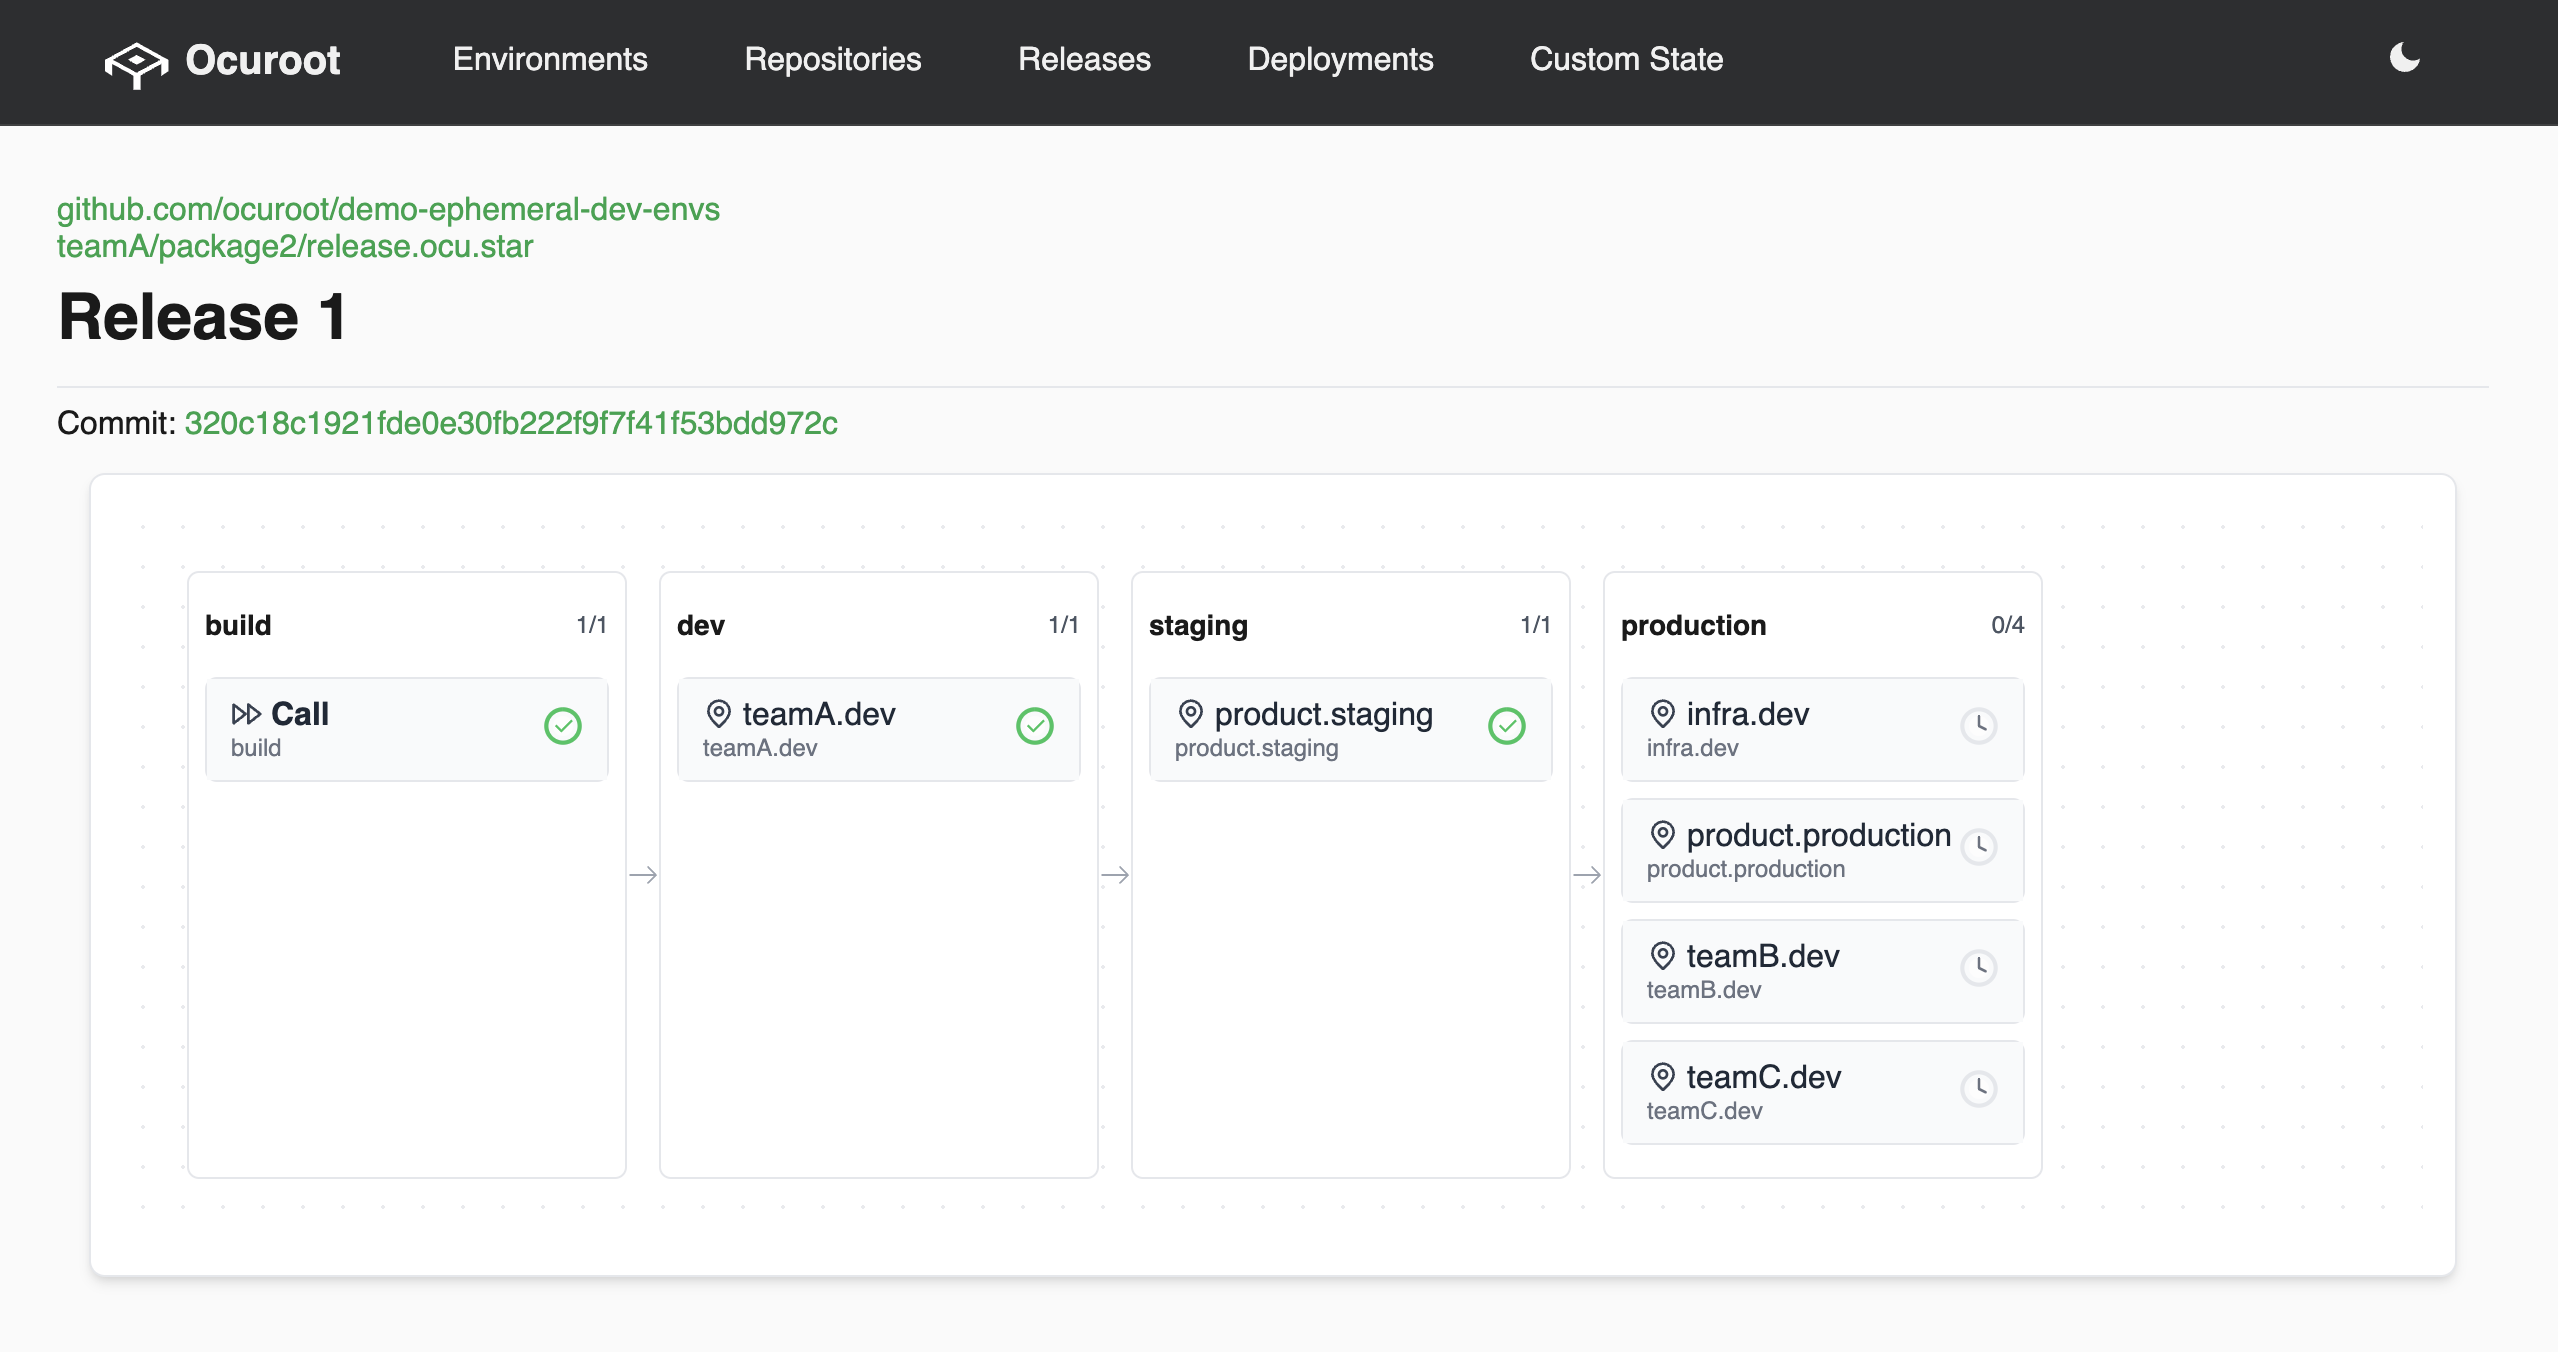 Ocuroot
Environments
Repositories
Releases
Deployments
Custom State
github.com/ocuroot/demo-ephemeral-dev-envs
teamA/package2/release.ocu.star
Release 1
Commit: 320c18c1921fde0e30fb222f9f7f41f53bdd972c
build 1/1
Call
build
dev 1/1
teamA.dev
teamA.dev
staging 1/1
product.staging
product.staging
production 0/4
infra.dev
infra.dev
product.production
product.production
teamB.dev
teamB.dev
teamC.dev
teamC.dev